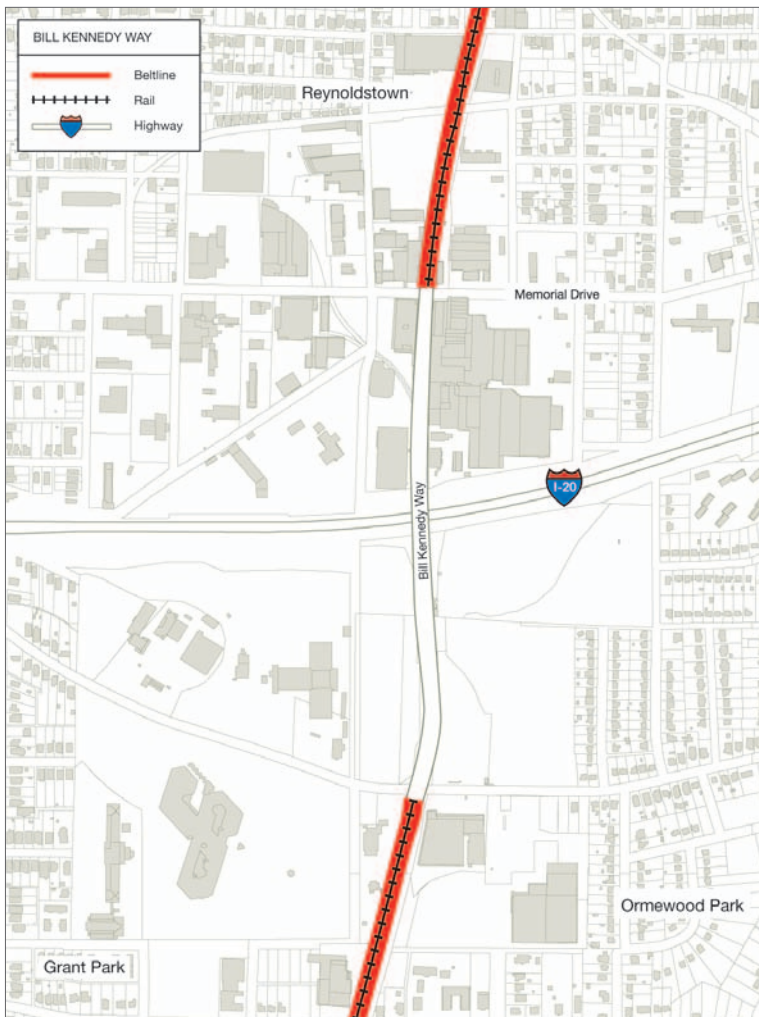 BILL KENNEDY WAY
Beltline
Rail
Highway
Reynoldstown
Memorial Drive
I-20
Bill Kennedy Way
Ormewood Park
Grant Park